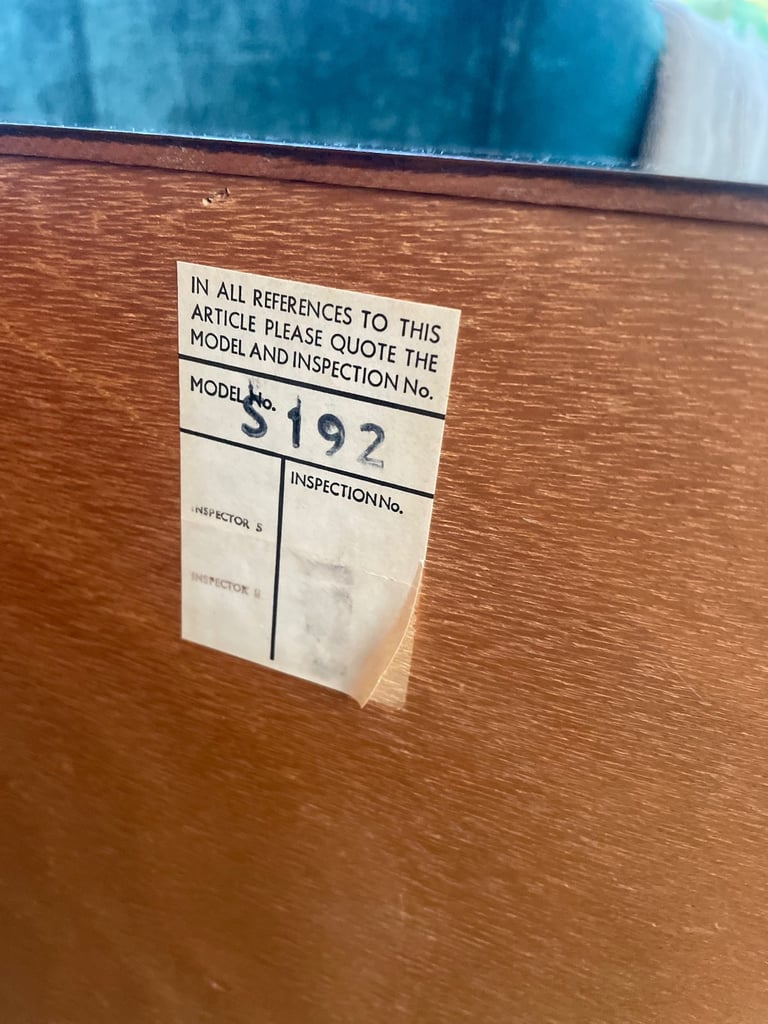 IN ALL REFERENCES TO THIS
ARTICLE PLEASE QUOTE THE
MODEL AND INSPECTION No.
MODEL No.
S192
INSPECTION No.
INSPECTOR 5
INSPECTOR